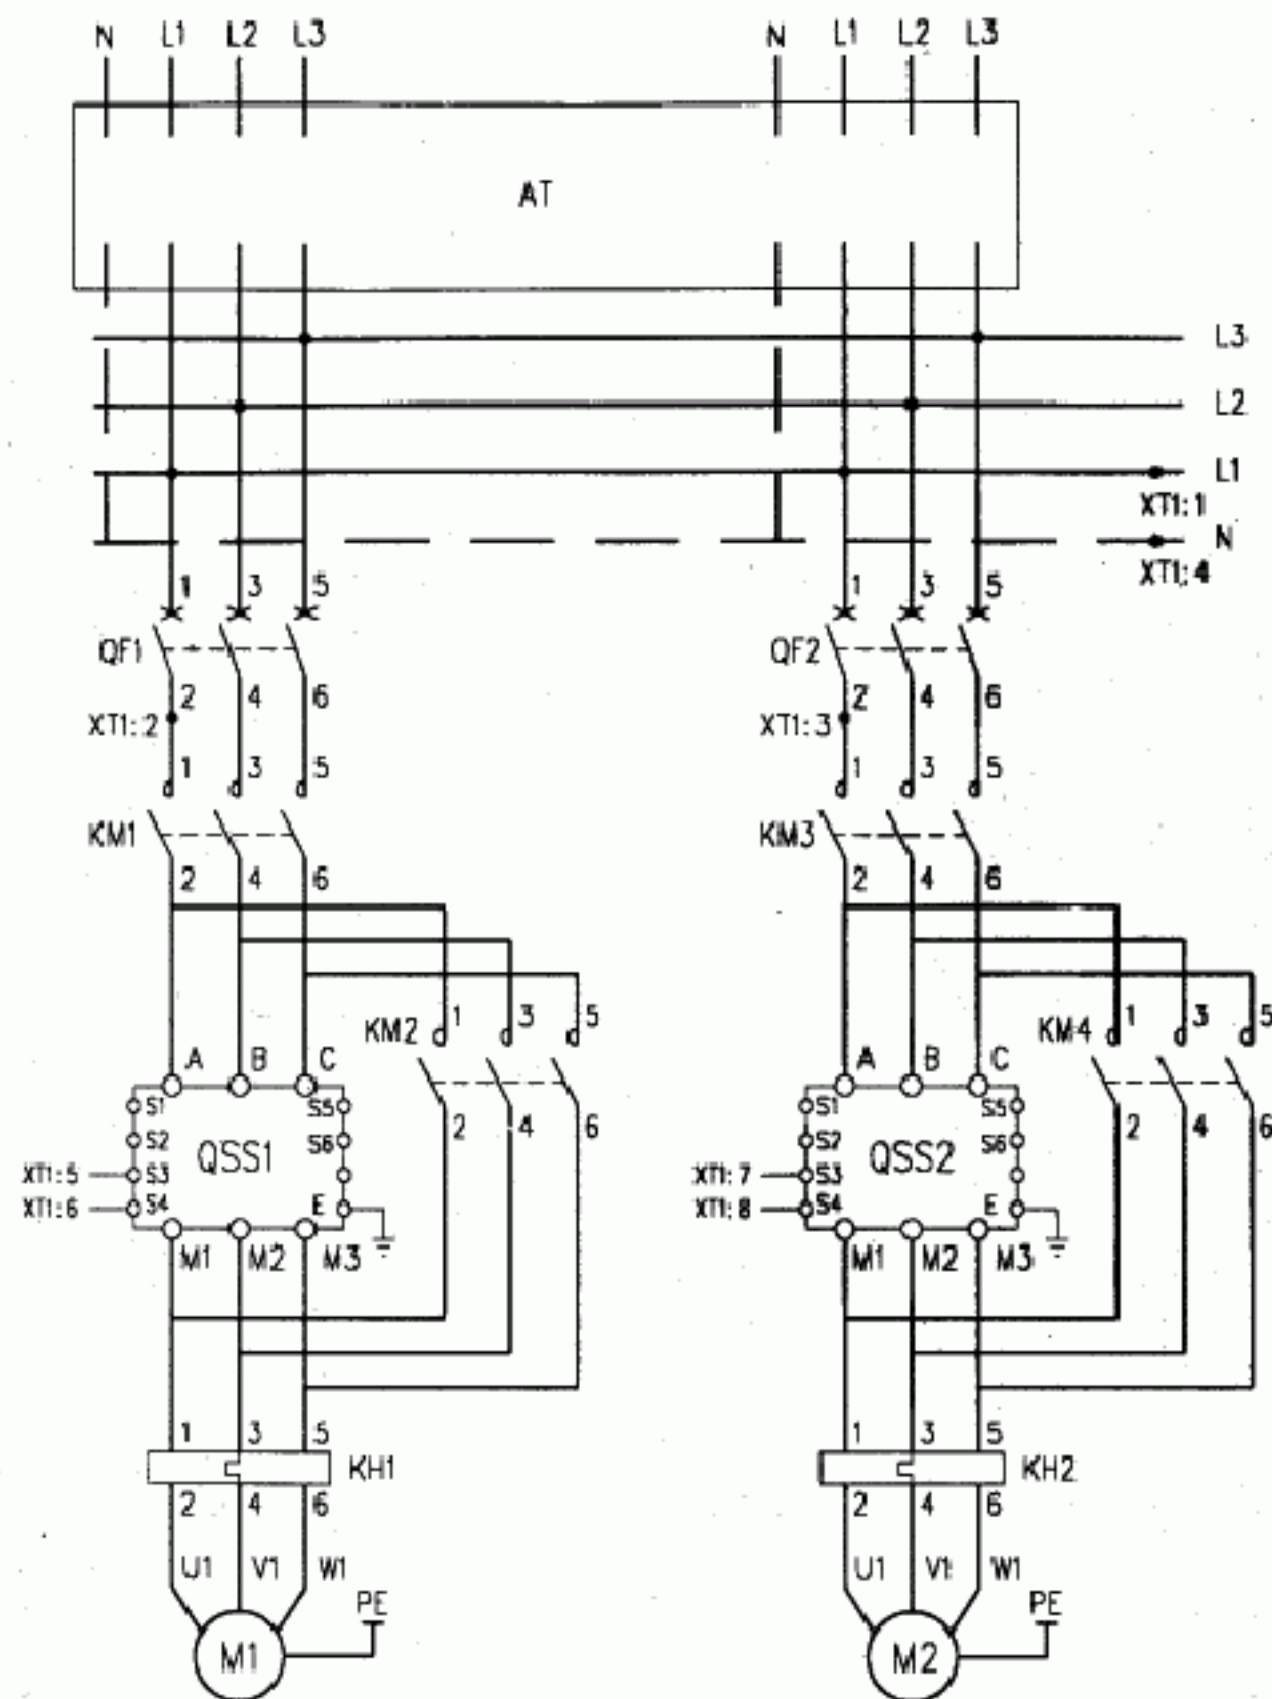 N L1 L2 L3 N L1 L2 L3
AT
L3
L2
L1
XT1:1
N
XT1:4
1 3 5 1 3 5
QF1 QF2
2 4 6 2 4 6
XT1:2 XT1:3
1 3 5 1 3 5
KM1 KM3
2 4 6 2 4 6
KM2 1 3 5 KM4 1 3 5
A B C A B C
S1 S5 S1 S5
2 4 6 2 4 6
S2 QSS1 S6 S2 QSS2 S6
XT1:5 S3 XT1:7 S3
XT1:6 S4 E XT1:8 S4 E
M1 M2 M3 M1 M2 M3
1 3 5 1 3 5
KH1 KH2
2 4 6 2 4 6
U1 V1 W1 U1 V1 W1
PE PE
M1 M2